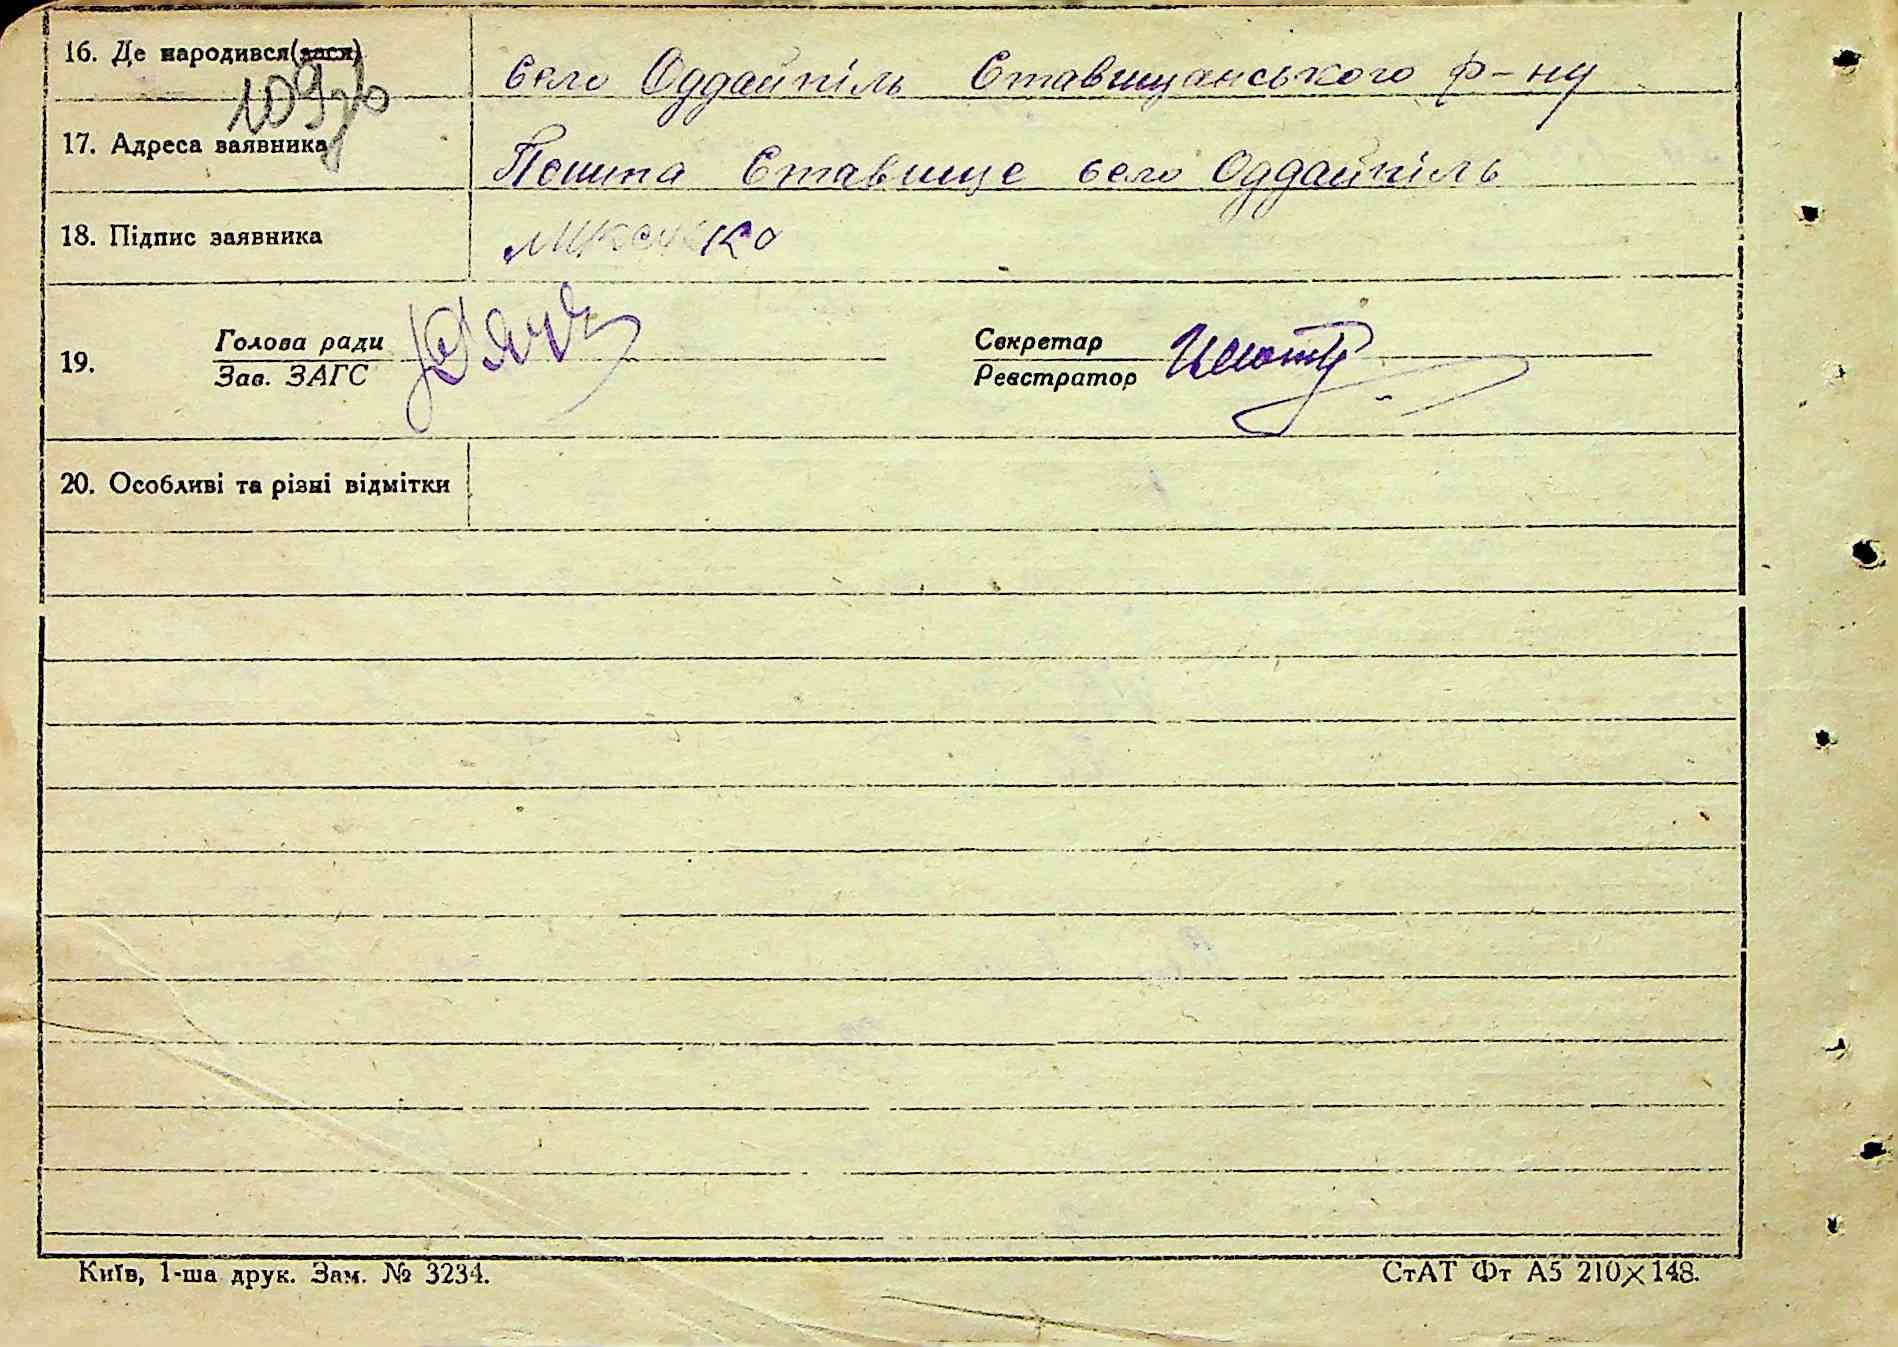 16. Де народився(лася) село Оддайпіль Ставищанського р-ну
17. Адреса заявника Пошта Ставище село Оддайпіль
18. Підпис заявника
Голова ради Секретар
19.
Зав. ЗАГС Реєстратор
20. Особливі та різні відмітки
Київ, 1-ша друк. Зам. № 3234. СтАТ Фт А5 210×148.